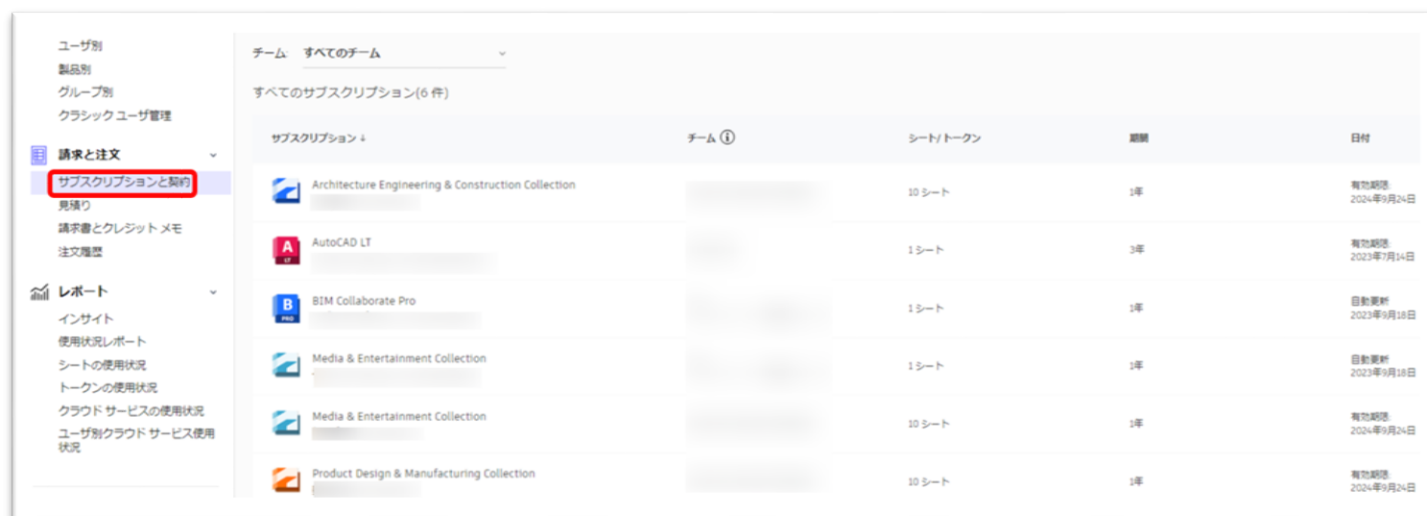 ユーザ別
製品別
グループ別
クラシック ユーザ管理
請求と注文
サブスクリプションと契約
見積り
請求書とクレジット メモ
注文履歴
レポート
インサイト
使用状況レポート
シートの使用状況
トークンの使用状況
クラウド サービスの使用状況
ユーザ別クラウド サービス使用
状況
チーム: すべてのチーム
すべてのサブスクリプション(6 件)
サブスクリプション ↓ チーム シート/トークン 期間 日付
Architecture Engineering & Construction Collection 10 シート 1年 有効期限:
2024年9月24日
A LT AutoCAD LT 1 シート 3年 有効期限:
2023年7月14日
B PRO BIM Collaborate Pro 1 シート 1年 自動更新
2023年9月18日
Media & Entertainment Collection 1 シート 1年 自動更新
2023年9月18日
Media & Entertainment Collection 10 シート 1年 有効期限:
2024年9月24日
Product Design & Manufacturing Collection 10 シート 1年 有効期限:
2024年9月24日